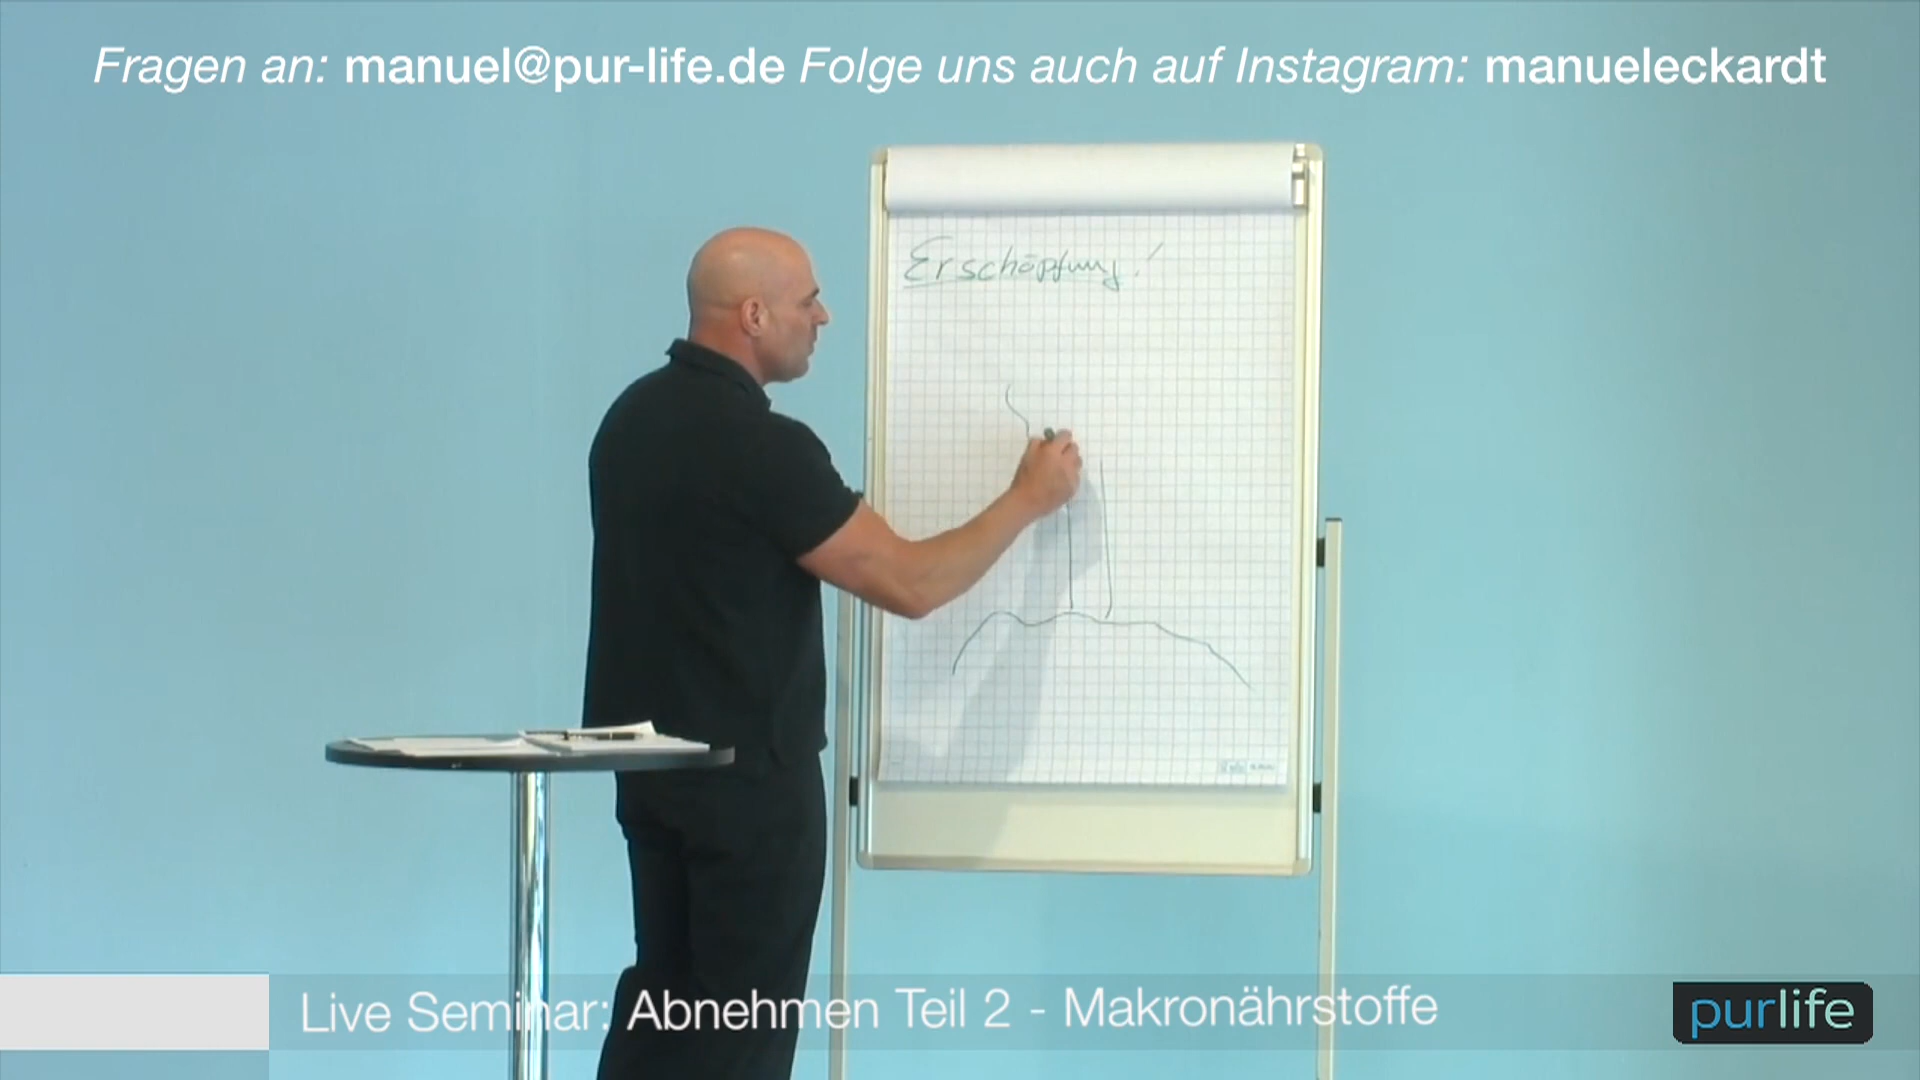 Fragen an: manuel@pur-life.de Folge uns auch auf Instagram: manueleckardt
Erschöpfung!
Live Seminar: Abnehmen Teil 2 - Makronährstoffe
purlife